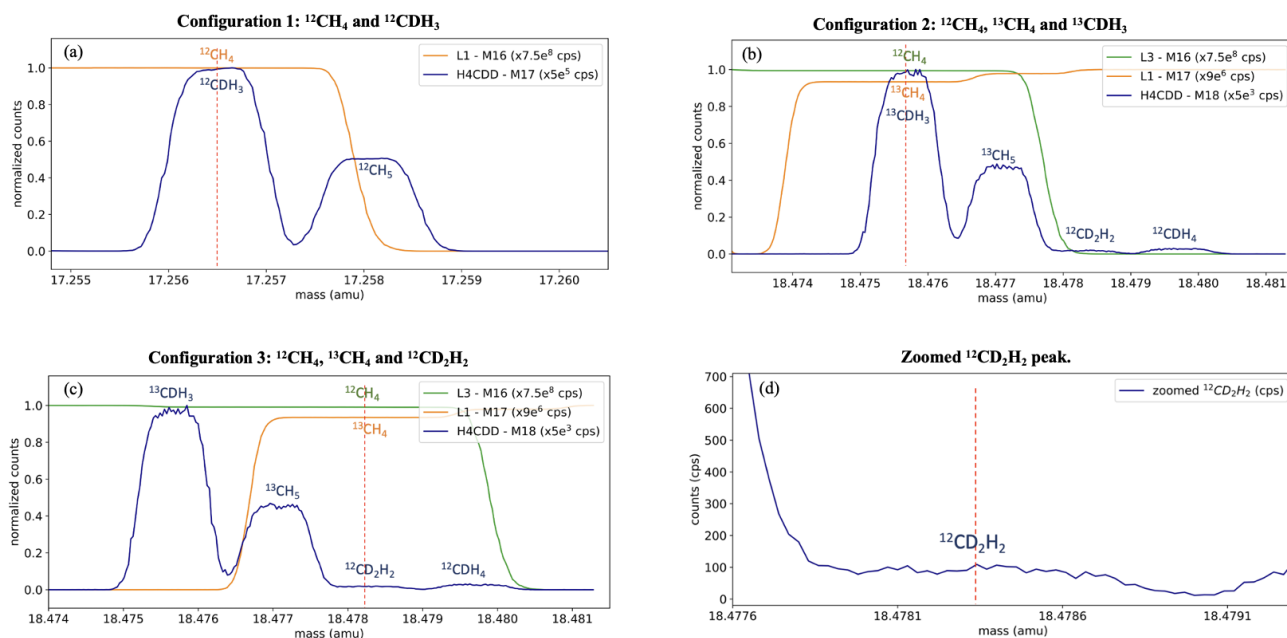 Configuration 1: ¹²CH₄ and ¹²CDH₃
(a)
¹²CH₄
¹²CDH₃
¹²CH₅
L1 - M16 (x7.5e⁸ cps)
H4CDD - M17 (x5e⁵ cps)
normalized counts
1.0
0.8
0.6
0.4
0.2
0.0
17.255 17.256 17.257 17.258 17.259 17.260
mass (amu)
Configuration 2: ¹²CH₄, ¹³CH₄ and ¹³CDH₃
(b)
¹²CH₄
¹³CH₄
¹³CDH₃
¹³CH₅
¹²CD₂H₂
¹²CDH₄
L3 - M16 (x7.5e⁸ cps)
L1 - M17 (x9e⁶ cps)
H4CDD - M18 (x5e³ cps)
normalized counts
1.0
0.8
0.6
0.4
0.2
0.0
18.474 18.475 18.476 18.477 18.478 18.479 18.480 18.481
mass (amu)
Configuration 3: ¹²CH₄, ¹³CH₄ and ¹²CD₂H₂
(c)
¹³CDH₃
¹²CH₄
¹³CH₄
¹³CH₅
¹²CD₂H₂
¹²CDH₄
L3 - M16 (x7.5e⁸ cps)
L1 - M17 (x9e⁶ cps)
H4CDD - M18 (x5e³ cps)
normalized counts
1.0
0.8
0.6
0.4
0.2
0.0
18.474 18.475 18.476 18.477 18.478 18.479 18.480 18.481
mass (amu)
Zoomed ¹²CD₂H₂ peak.
(d)
zoomed ¹²CD₂H₂ (cps)
¹²CD₂H₂
counts (cps)
700
600
500
400
300
200
100
0
18.4776 18.4781 18.4786 18.4791
mass (amu)